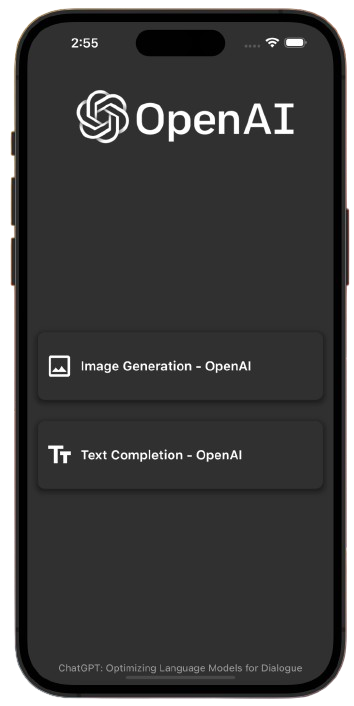 2:55
OpenAI
Image Generation - OpenAI
Text Completion - OpenAI
ChatGPT: Optimizing Language Models for Dialogue